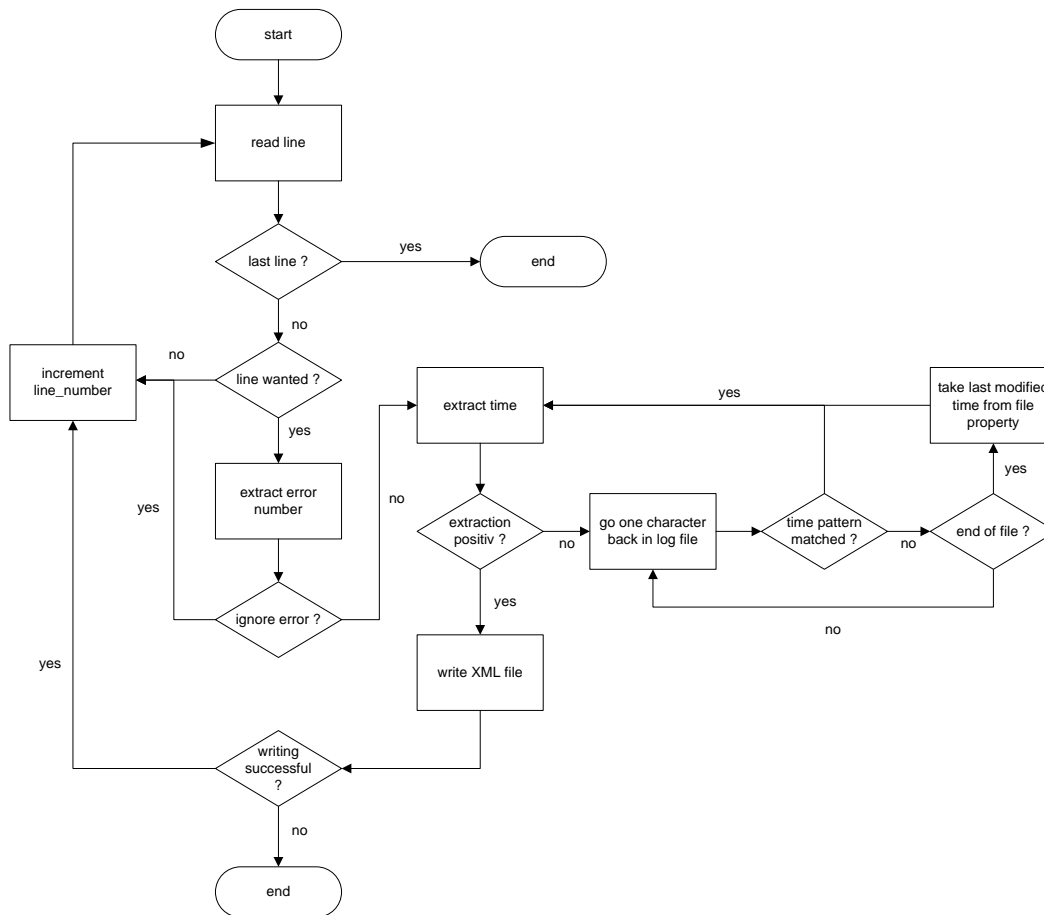 start
read line
last line ?
yes
end
no
line wanted ?
no
increment
line_number
yes
extract error
number
yes
ignore error ?
no
extract time
yes
take last modified
time from file
property
extraction
positiv ?
no
go one character
back in log file
time pattern
matched ?
no
end of file ?
yes
no
yes
write XML file
writing
successful
?
yes
no
end